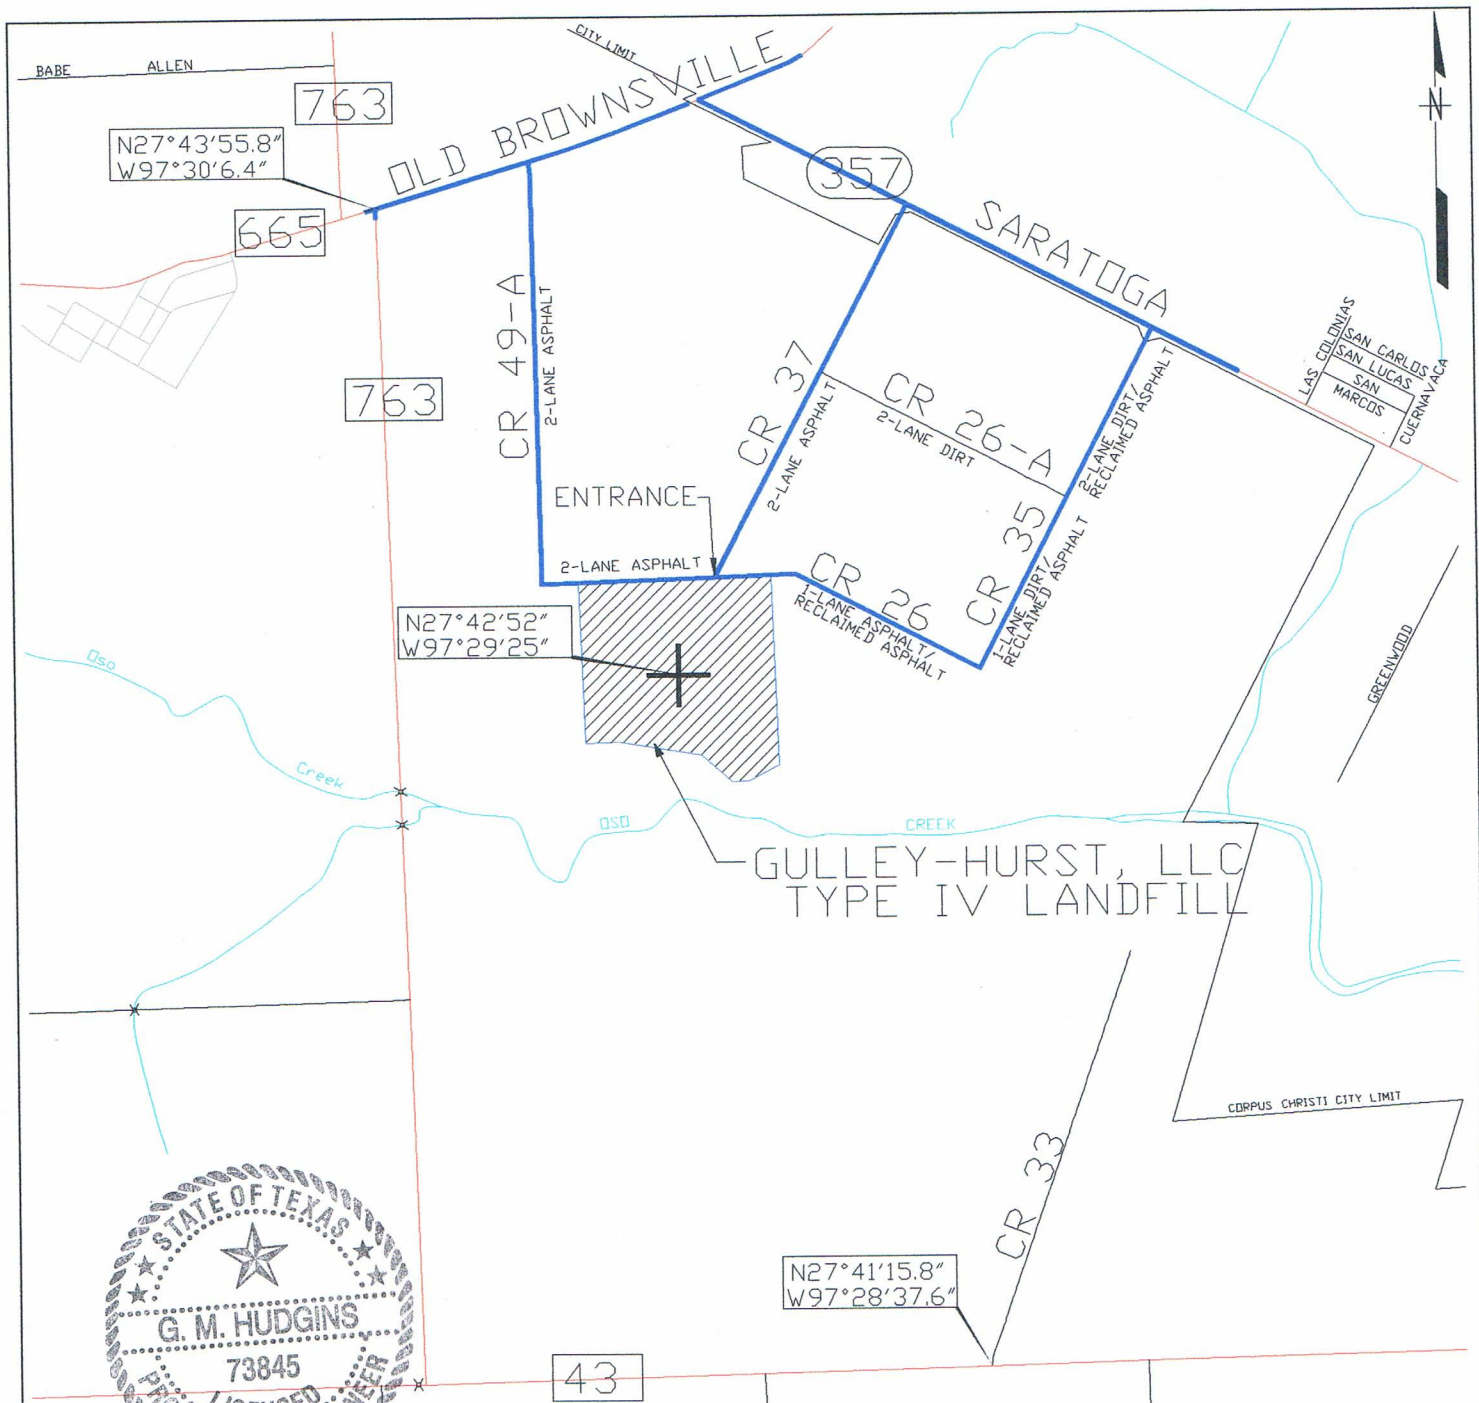 CITY LIMIT
BABE ALLEN
763
OLD BROWNSVILLE
N
N27°43'55.8"
W97°30'6.4"
357
665
SARATOGA
CR 49-A
2-LANE ASPHALT
LAS COLONIAS
SAN CARLOS
SAN LUCAS
SAN
MARCOS
CUERNAVACA
763
CR 37
2-LANE ASPHALT
CR 26-A
2-LANE DIRT
2-LANE DIRT/
RECLAIMED ASPHALT
ENTRANCE
CR 35
1-LANE DIRT/
RECLAIMED ASPHALT
2-LANE ASPHALT
CR 26
1-LANE ASPHALT/
RECLAIMED ASPHALT
N27°42'52"
W97°29'25"
GREENWOOD
Oso
Creek
OSO CREEK
GULLEY-HURST, LLC
TYPE IV LANDFILL
CORPUS CHRISTI CITY LIMIT
CR 33
STATE OF TEXAS
G. M. HUDGINS
73845
LICENSED
N27°41'15.8"
W97°28'37.6"
43